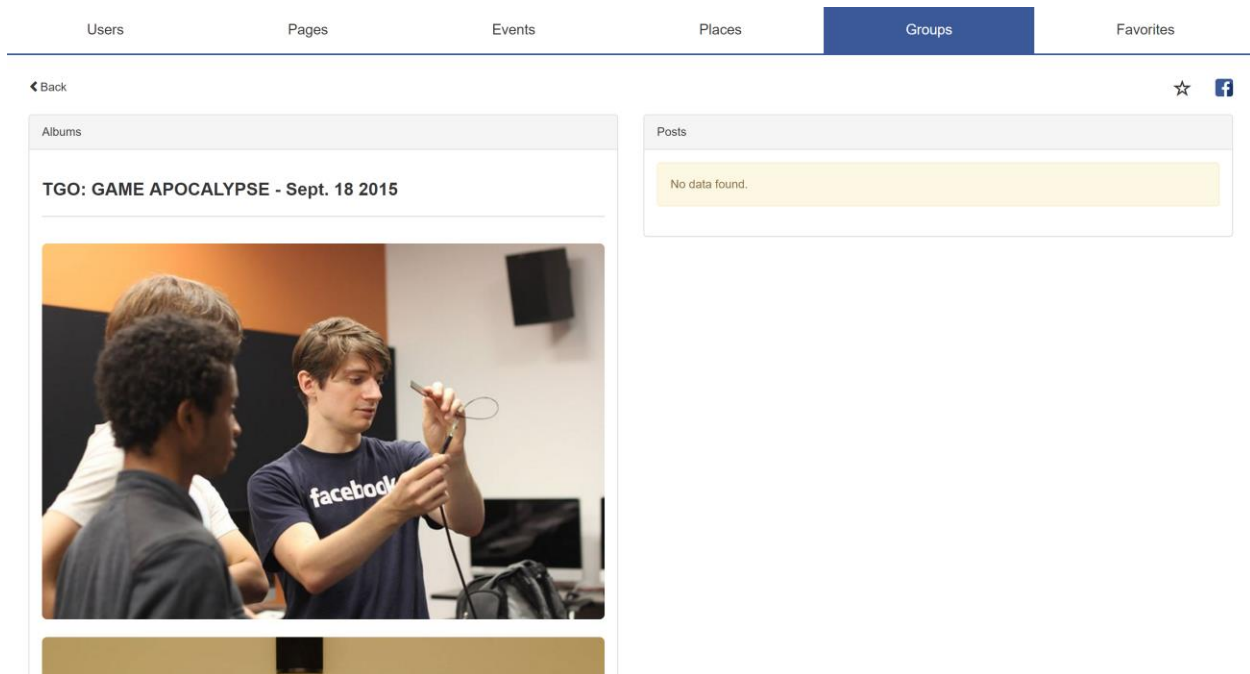 Users Pages Events Places Groups Favorites
Back
Albums
TGO: GAME APOCALYPSE - Sept. 18 2015
facebook
Posts
No data found.